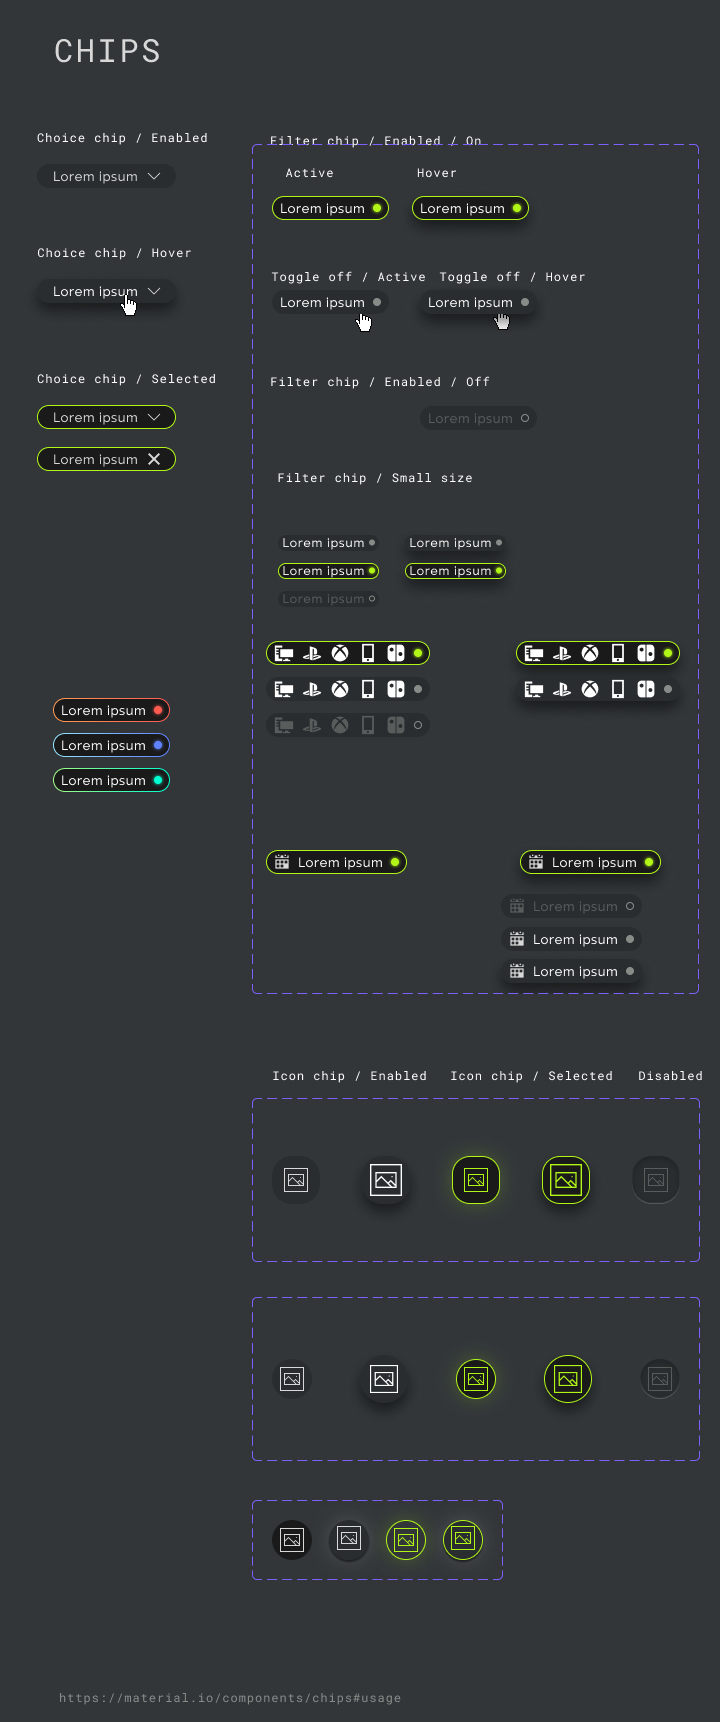 CHIPS
Choice chip / Enabled
Lorem ipsum
Choice chip / Hover
Lorem ipsum
Choice chip / Selected
Lorem ipsum
Lorem ipsum
Lorem ipsum
Lorem ipsum
Lorem ipsum
Filter chip / Enabled / On
Active Hover
Lorem ipsum Lorem ipsum
Toggle off / Active Toggle off / Hover
Lorem ipsum Lorem ipsum
Filter chip / Enabled / Off
Lorem ipsum
Filter chip / Small size
Lorem ipsum Lorem ipsum
Lorem ipsum Lorem ipsum
Lorem ipsum
Lorem ipsum Lorem ipsum
Lorem ipsum
Lorem ipsum
Lorem ipsum
Icon chip / Enabled Icon chip / Selected Disabled
https://material.io/components/chips#usage